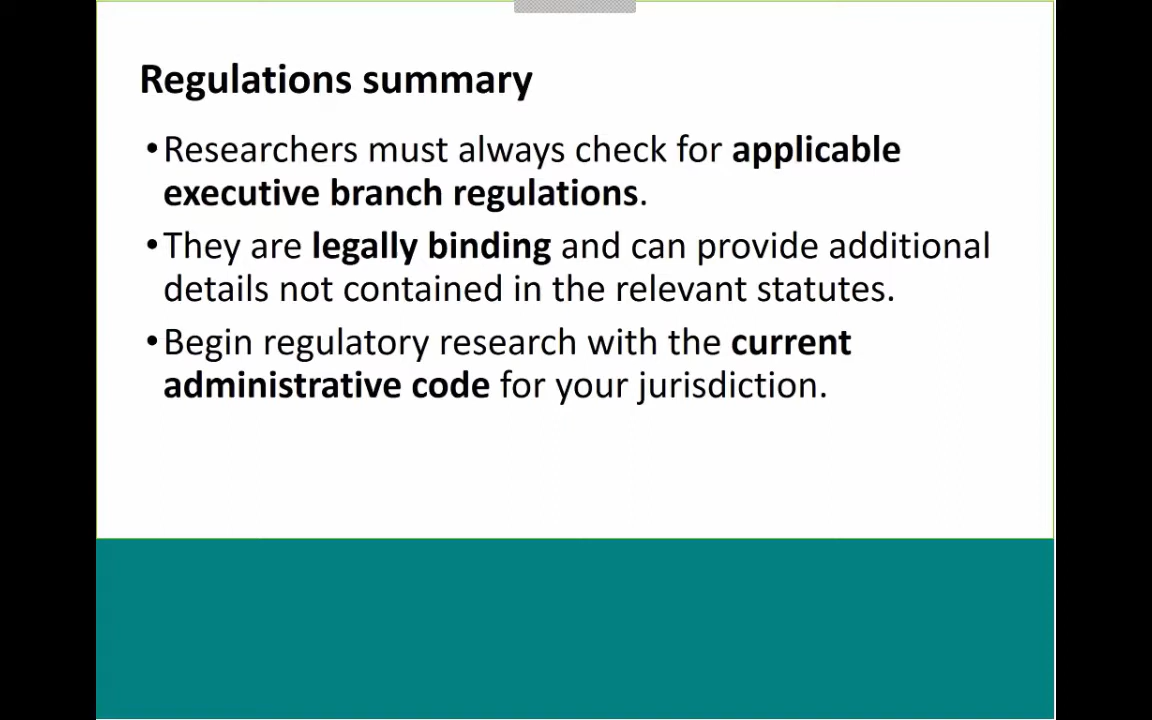 Regulations summary
•Researchers must always check for applicable
executive branch regulations.
•They are legally binding and can provide additional
details not contained in the relevant statutes.
•Begin regulatory research with the current
administrative code for your jurisdiction.